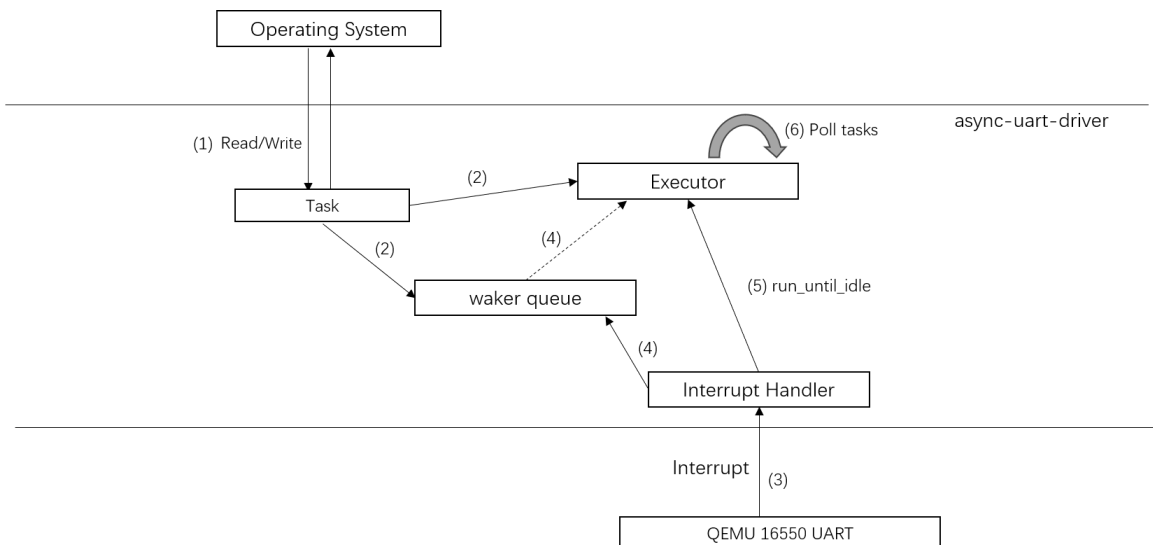 Operating System
async-uart-driver
(6) Poll tasks
(1) Read/Write
Executor
(2)
Task
(4)
(2)
(5) run_until_idle
waker queue
(4)
Interrupt Handler
Interrupt
(3)
QEMU 16550 UART